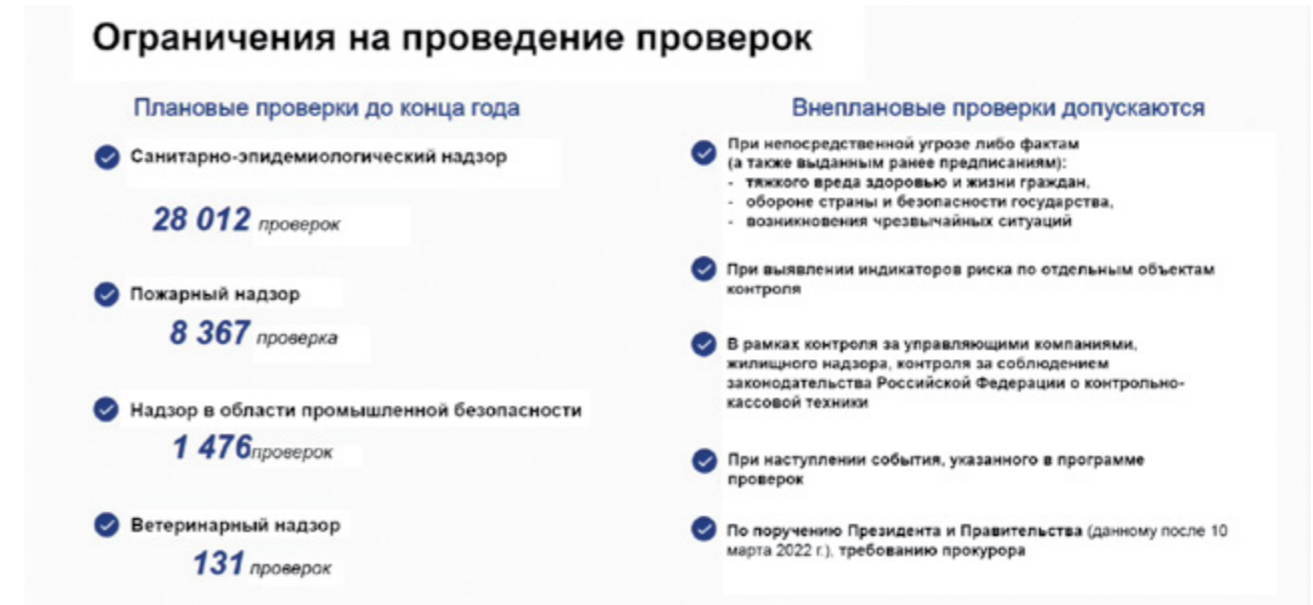 Ограничения на проведение проверок
Плановые проверки до конца года
Санитарно-эпидемиологический надзор
28 012 проверок
Пожарный надзор
8 367 проверка
Надзор в области промышленной безопасности
1 476проверок
Ветеринарный надзор
131 проверок
Внеплановые проверки допускаются
При непосредственной угрозе либо фактам
(а также выданным ранее предписаниям):
- тяжкого вреда здоровью и жизни граждан,
- обороне страны и безопасности государства,
- возникновения чрезвычайных ситуаций
При выявлении индикаторов риска по отдельным объектам
контроля
В рамках контроля за управляющими компаниями,
жилищного надзора, контроля за соблюдением
законодательства Российской Федерации о контрольно-
кассовой техники
При наступлении события, указанного в программе
проверок
По поручению Президента и Правительства (данному после 10
марта 2022 г.), требованию прокурора